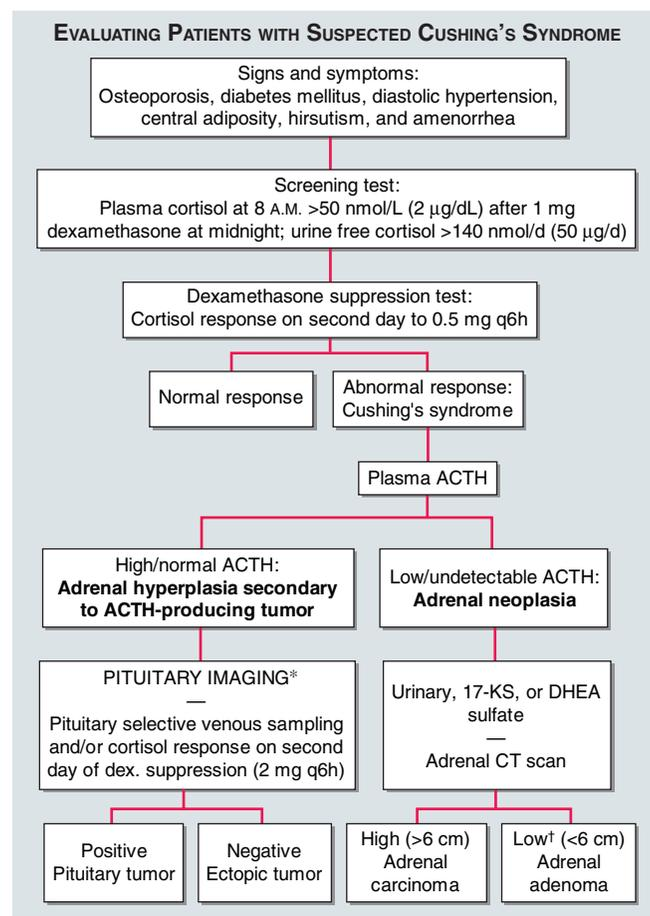 EVALUATING PATIENTS WITH SUSPECTED CUSHING'S SYNDROME
Signs and symptoms:
Osteoporosis, diabetes mellitus, diastolic hypertension,
central adiposity, hirsutism, and amenorrhea
Screening test:
Plasma cortisol at 8 A.M. >50 nmol/L (2 μg/dL) after 1 mg
dexamethasone at midnight; urine free cortisol >140 nmol/d (50 μg/d)
Dexamethasone suppression test:
Cortisol response on second day to 0.5 mg q6h
Normal response
Abnormal response:
Cushing's syndrome
Plasma ACTH
High/normal ACTH:
Adrenal hyperplasia secondary
to ACTH-producing tumor
Low/undetectable ACTH:
Adrenal neoplasia
PITUITARY IMAGING*
—
Pituitary selective venous sampling
and/or cortisol response on second
day of dex. suppression (2 mg q6h)
Urinary, 17-KS, or DHEA
sulfate
—
Adrenal CT scan
Positive
Pituitary tumor
Negative
Ectopic tumor
High (>6 cm)
Adrenal
carcinoma
Low† (<6 cm)
Adrenal
adenoma